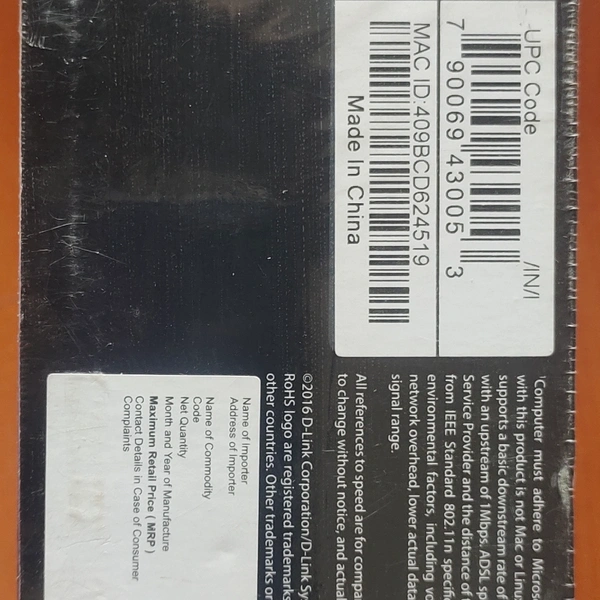 UPC Code
/IN/I
7 90069 43005 3
MAC ID:409BCD624519
Made In China
Computer must adhere to Micros
with this product is not Mac or Linu
supports a basic downstream rate of
with an upstream of 1Mbps ADSL sp
Service Provider and the distance of
from IEEE Standard 802.11n specifi
environmental factors, including vo
network overhead, lower actual data
signal range.
All references to speed are for compa
to change without notice, and actual
©2016 D-Link Corporation/D-Link Sy
RoHS logo are registered trademarks
other countries. Other trademarks or
Name of Importer
Address of Importer
Name of Commodity
Code
Net Quantity
Month and Year of Manufacture
Maximum Retail Price ( MRP )
Contact Details in Case of Consumer
Complaints